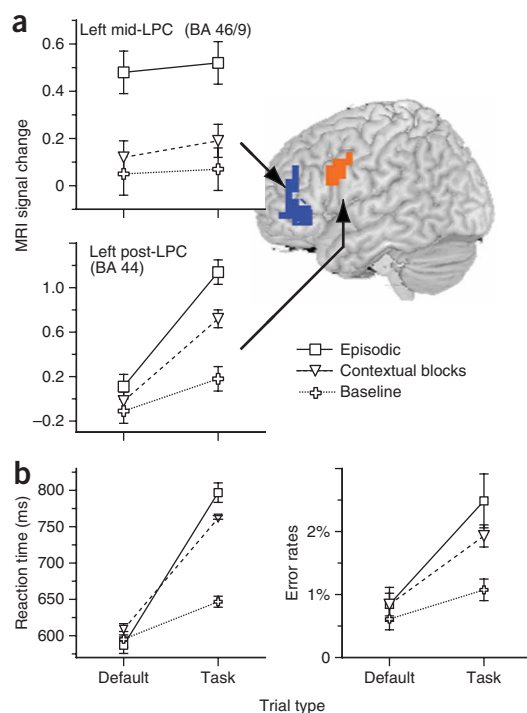 a
Left mid-LPC (BA 46/9)
0.6
0.4
0.2
0
MRI signal change
Left post-LPC
(BA 44)
1.0
0.6
0.2
–0.2
Episodic
Contextual blocks
Baseline
b
800
750
700
650
600
Reaction time (ms)
Default Task
2%
1%
0
Error rates
Default Task
Trial type